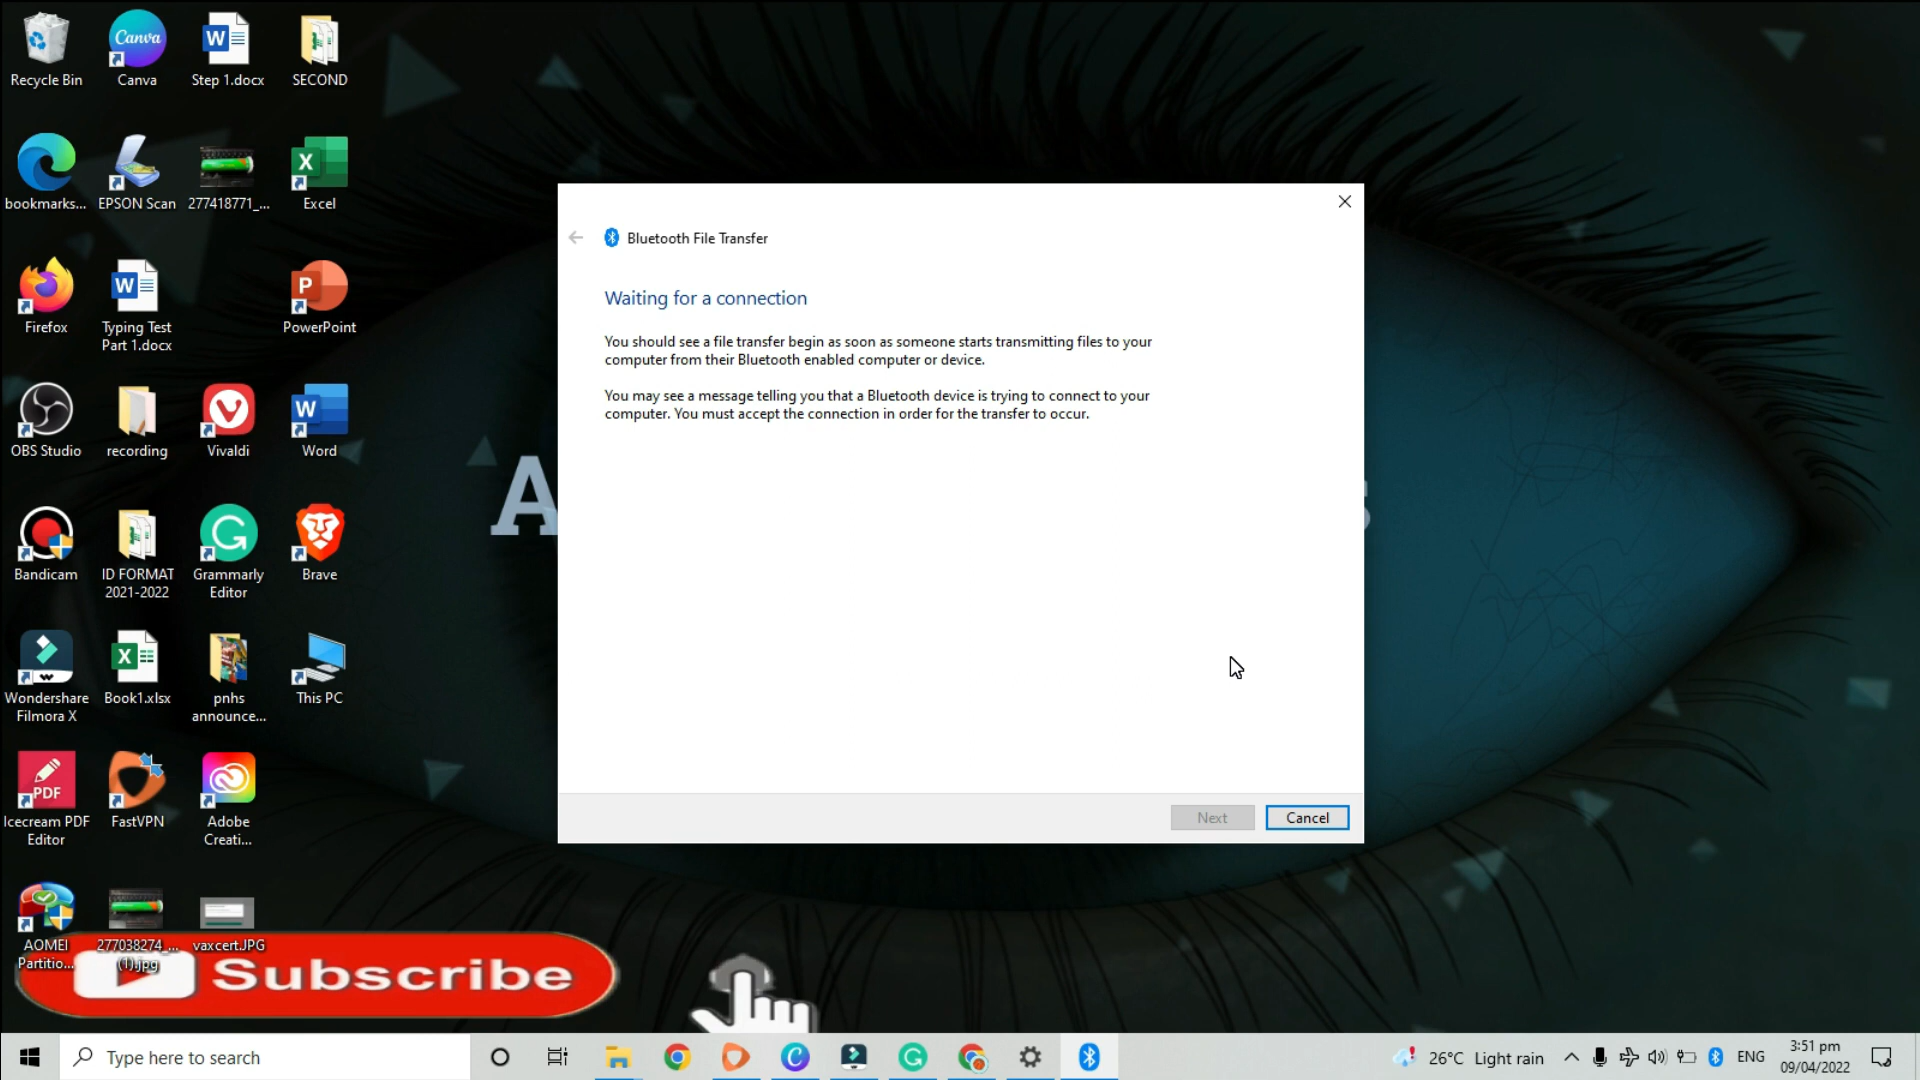 Recycle Bin
Canva
Canva
Step 1.docx
SECOND
bookmarks...
EPSON Scan
277418771_...
Excel
Firefox
Typing Test
Part 1.docx
PowerPoint
OBS Studio
recording
Vivaldi
Word
Bandicam
ID FORMAT
2021-2022
Grammarly
Editor
Brave
Wondershare
Filmora X
Book1.xlsx
pnhs
announce...
This PC
PDF
Icecream PDF
Editor
FastVPN
Adobe
Creati...
AOMEI
Partitio...
277038274_...
(1).jpg
vaxcert.JPG
Subscribe
Bluetooth File Transfer
Waiting for a connection
You should see a file transfer begin as soon as someone starts transmitting files to your
computer from their Bluetooth enabled computer or device.
You may see a message telling you that a Bluetooth device is trying to connect to your
computer. You must accept the connection in order for the transfer to occur.
Next
Cancel
A
Type here to search
26°C Light rain
ENG
3:51 pm
09/04/2022